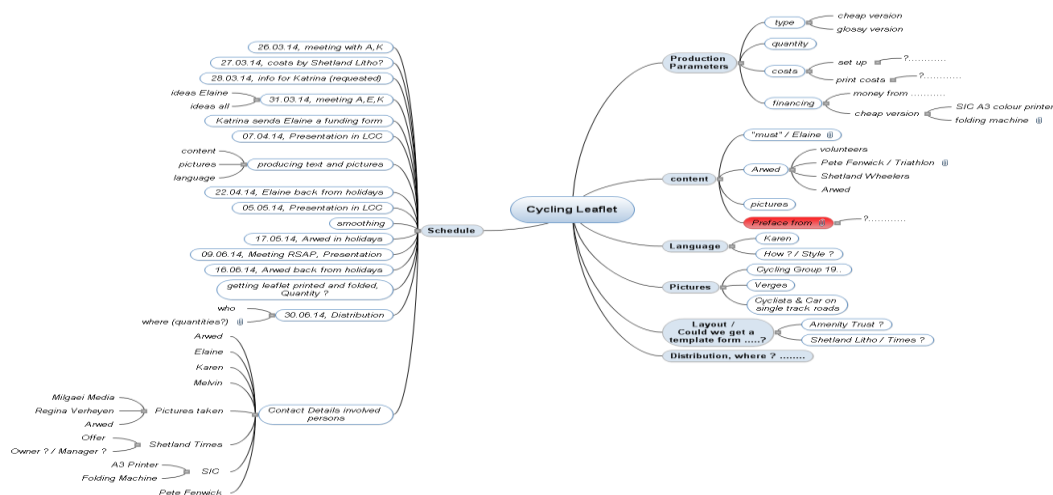 Cycling Leaflet
Production
Parameters
type
cheap version
glossy version
quantity
costs
set up
?............
print costs
?............
financing
money from ...........
cheap version
SIC A3 colour printer
folding machine
content
"must" / Elaine
Arwed
volunteers
Pete Fenwick / Triathlon
Shetland Wheelers
Arwed
pictures
Preface from
?............
Language
Karen
How ? / Style ?
Pictures
Cycling Group 19..
Verges
Cyclists & Car on
single track roads
Layout /
Could we get a
template form .....?
Amenity Trust ?
Shetland Litho / Times ?
Distribution, where ? ........
Schedule
26.03.14, meeting with A,K
27.03.14, costs by Shetland Litho?
28.03.14, info for Katrina (requested)
31.03.14, meeting A,E,K
ideas Elaine
ideas all
Katrina sends Elaine a funding form
07.04.14, Presentation in LCC
producing text and pictures
content
pictures
language
22.04.14, Elaine back from holidays
05.05.14, Presentation in LCC
smoothing
17.05.14, Arwed in holidays
09.06.14, Meeting RSAP, Presentation
16.06.14, Arwed back from holidays
getting leaflet printed and folded,
Quantity ?
30.06.14, Distribution
who
where (quantities?)
Contact Details involved
persons
Arwed
Elaine
Karen
Melvin
Pictures taken
Milgaei Media
Regina Verheyen
Arwed
Shetland Times
Offer
Owner ? / Manager ?
SIC
A3 Printer
Folding Machine
Pete Fenwick